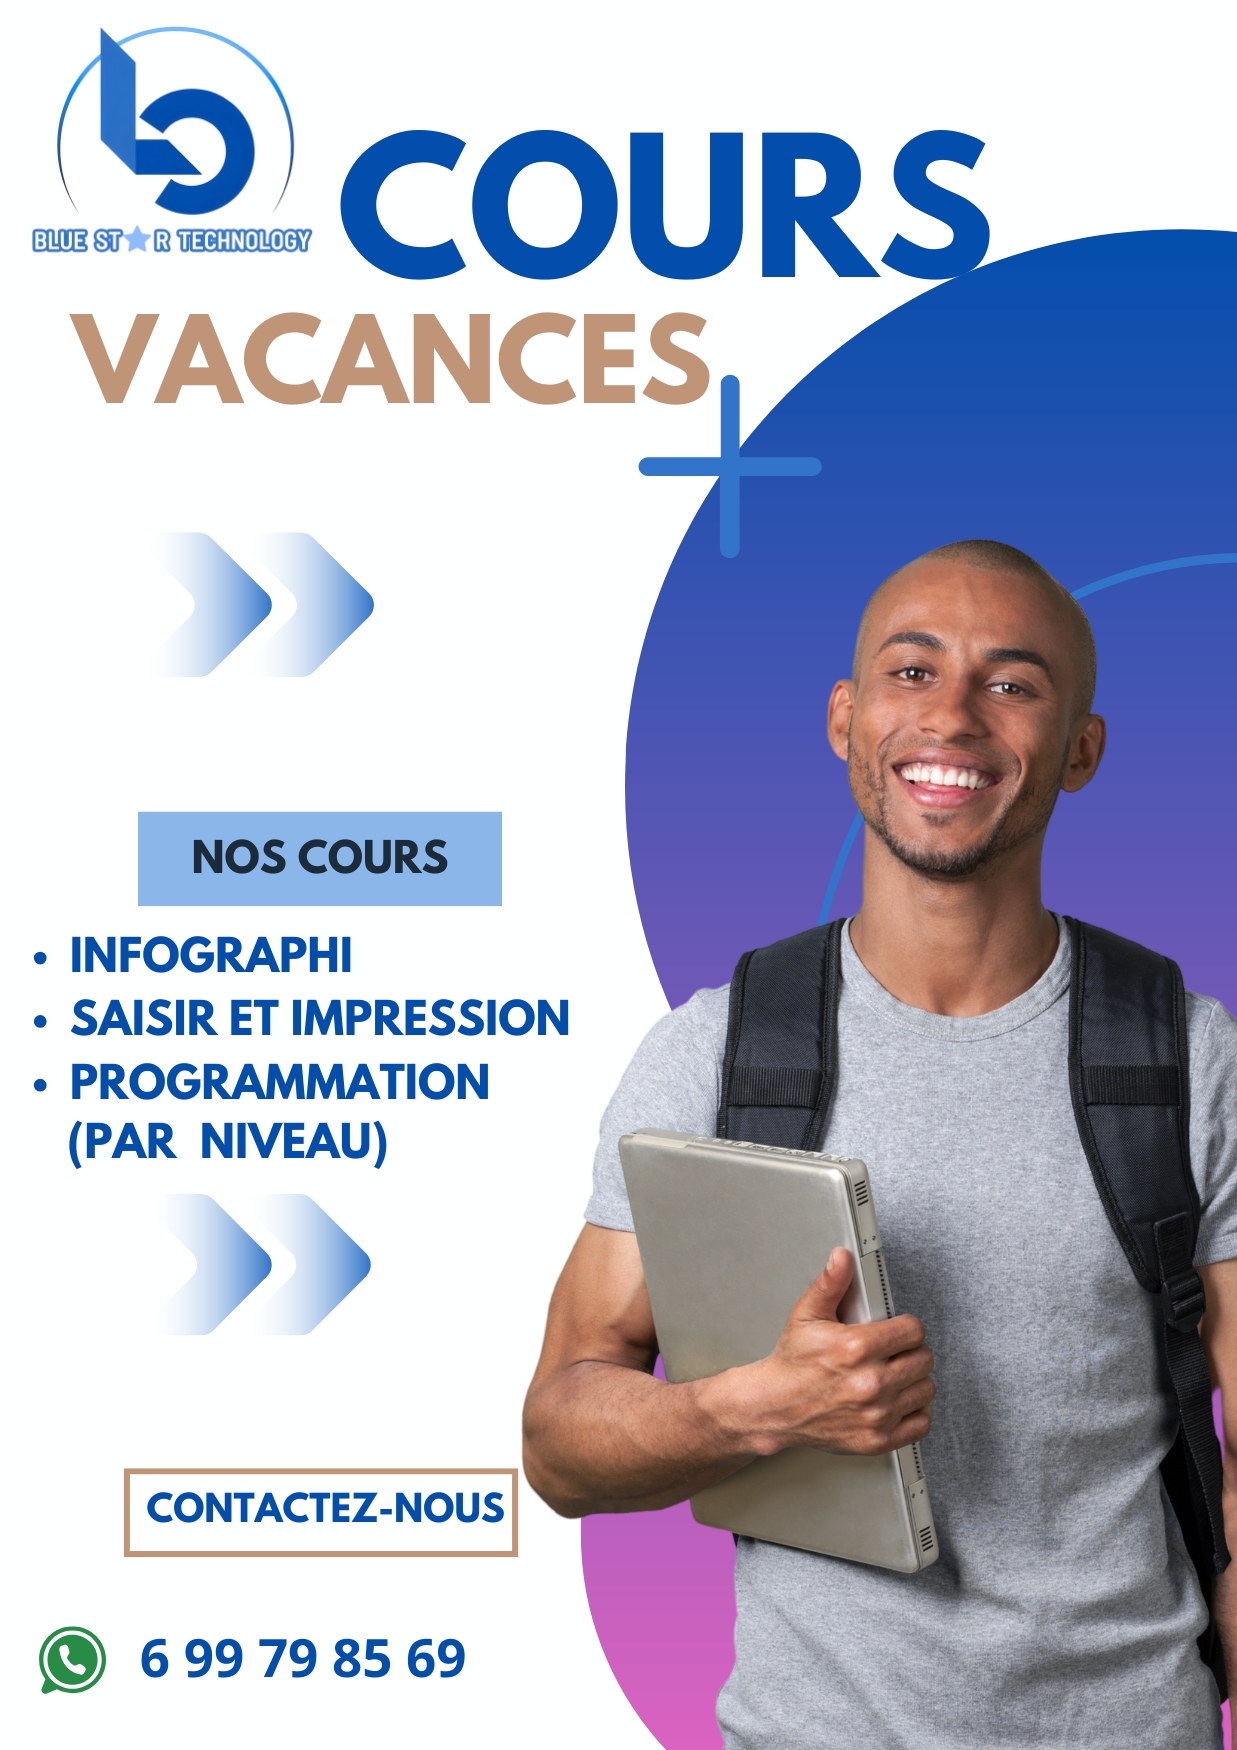 BLUE ST★R TECHNOLOGY
COURS
VACANCES
NOS COURS
• INFOGRAPHI
• SAISIR ET IMPRESSION
• PROGRAMMATION
(PAR NIVEAU)
CONTACTEZ-NOUS
6 99 79 85 69